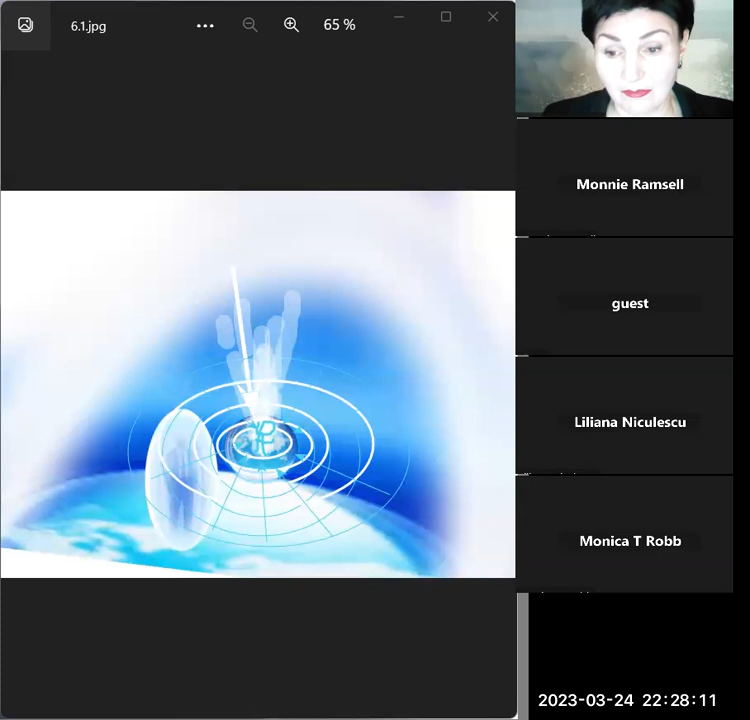 6.1.jpg
65 %
Monnie Ramsell
guest
Liliana Niculescu
Monica T Robb
2023-03-24 22:28:11